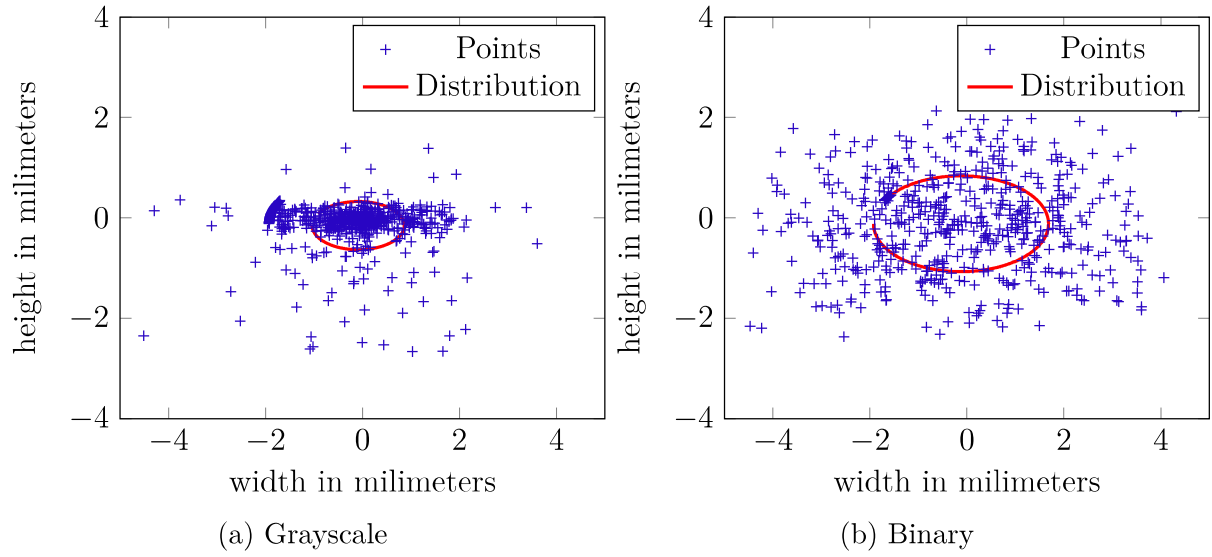 4
2
0
−2
−4
−4
−2
0
2
4
height in milimeters
width in milimeters
Points
Distribution
(a) Grayscale
4
2
0
−2
−4
−4
−2
0
2
4
height in milimeters
width in milimeters
Points
Distribution
(b) Binary